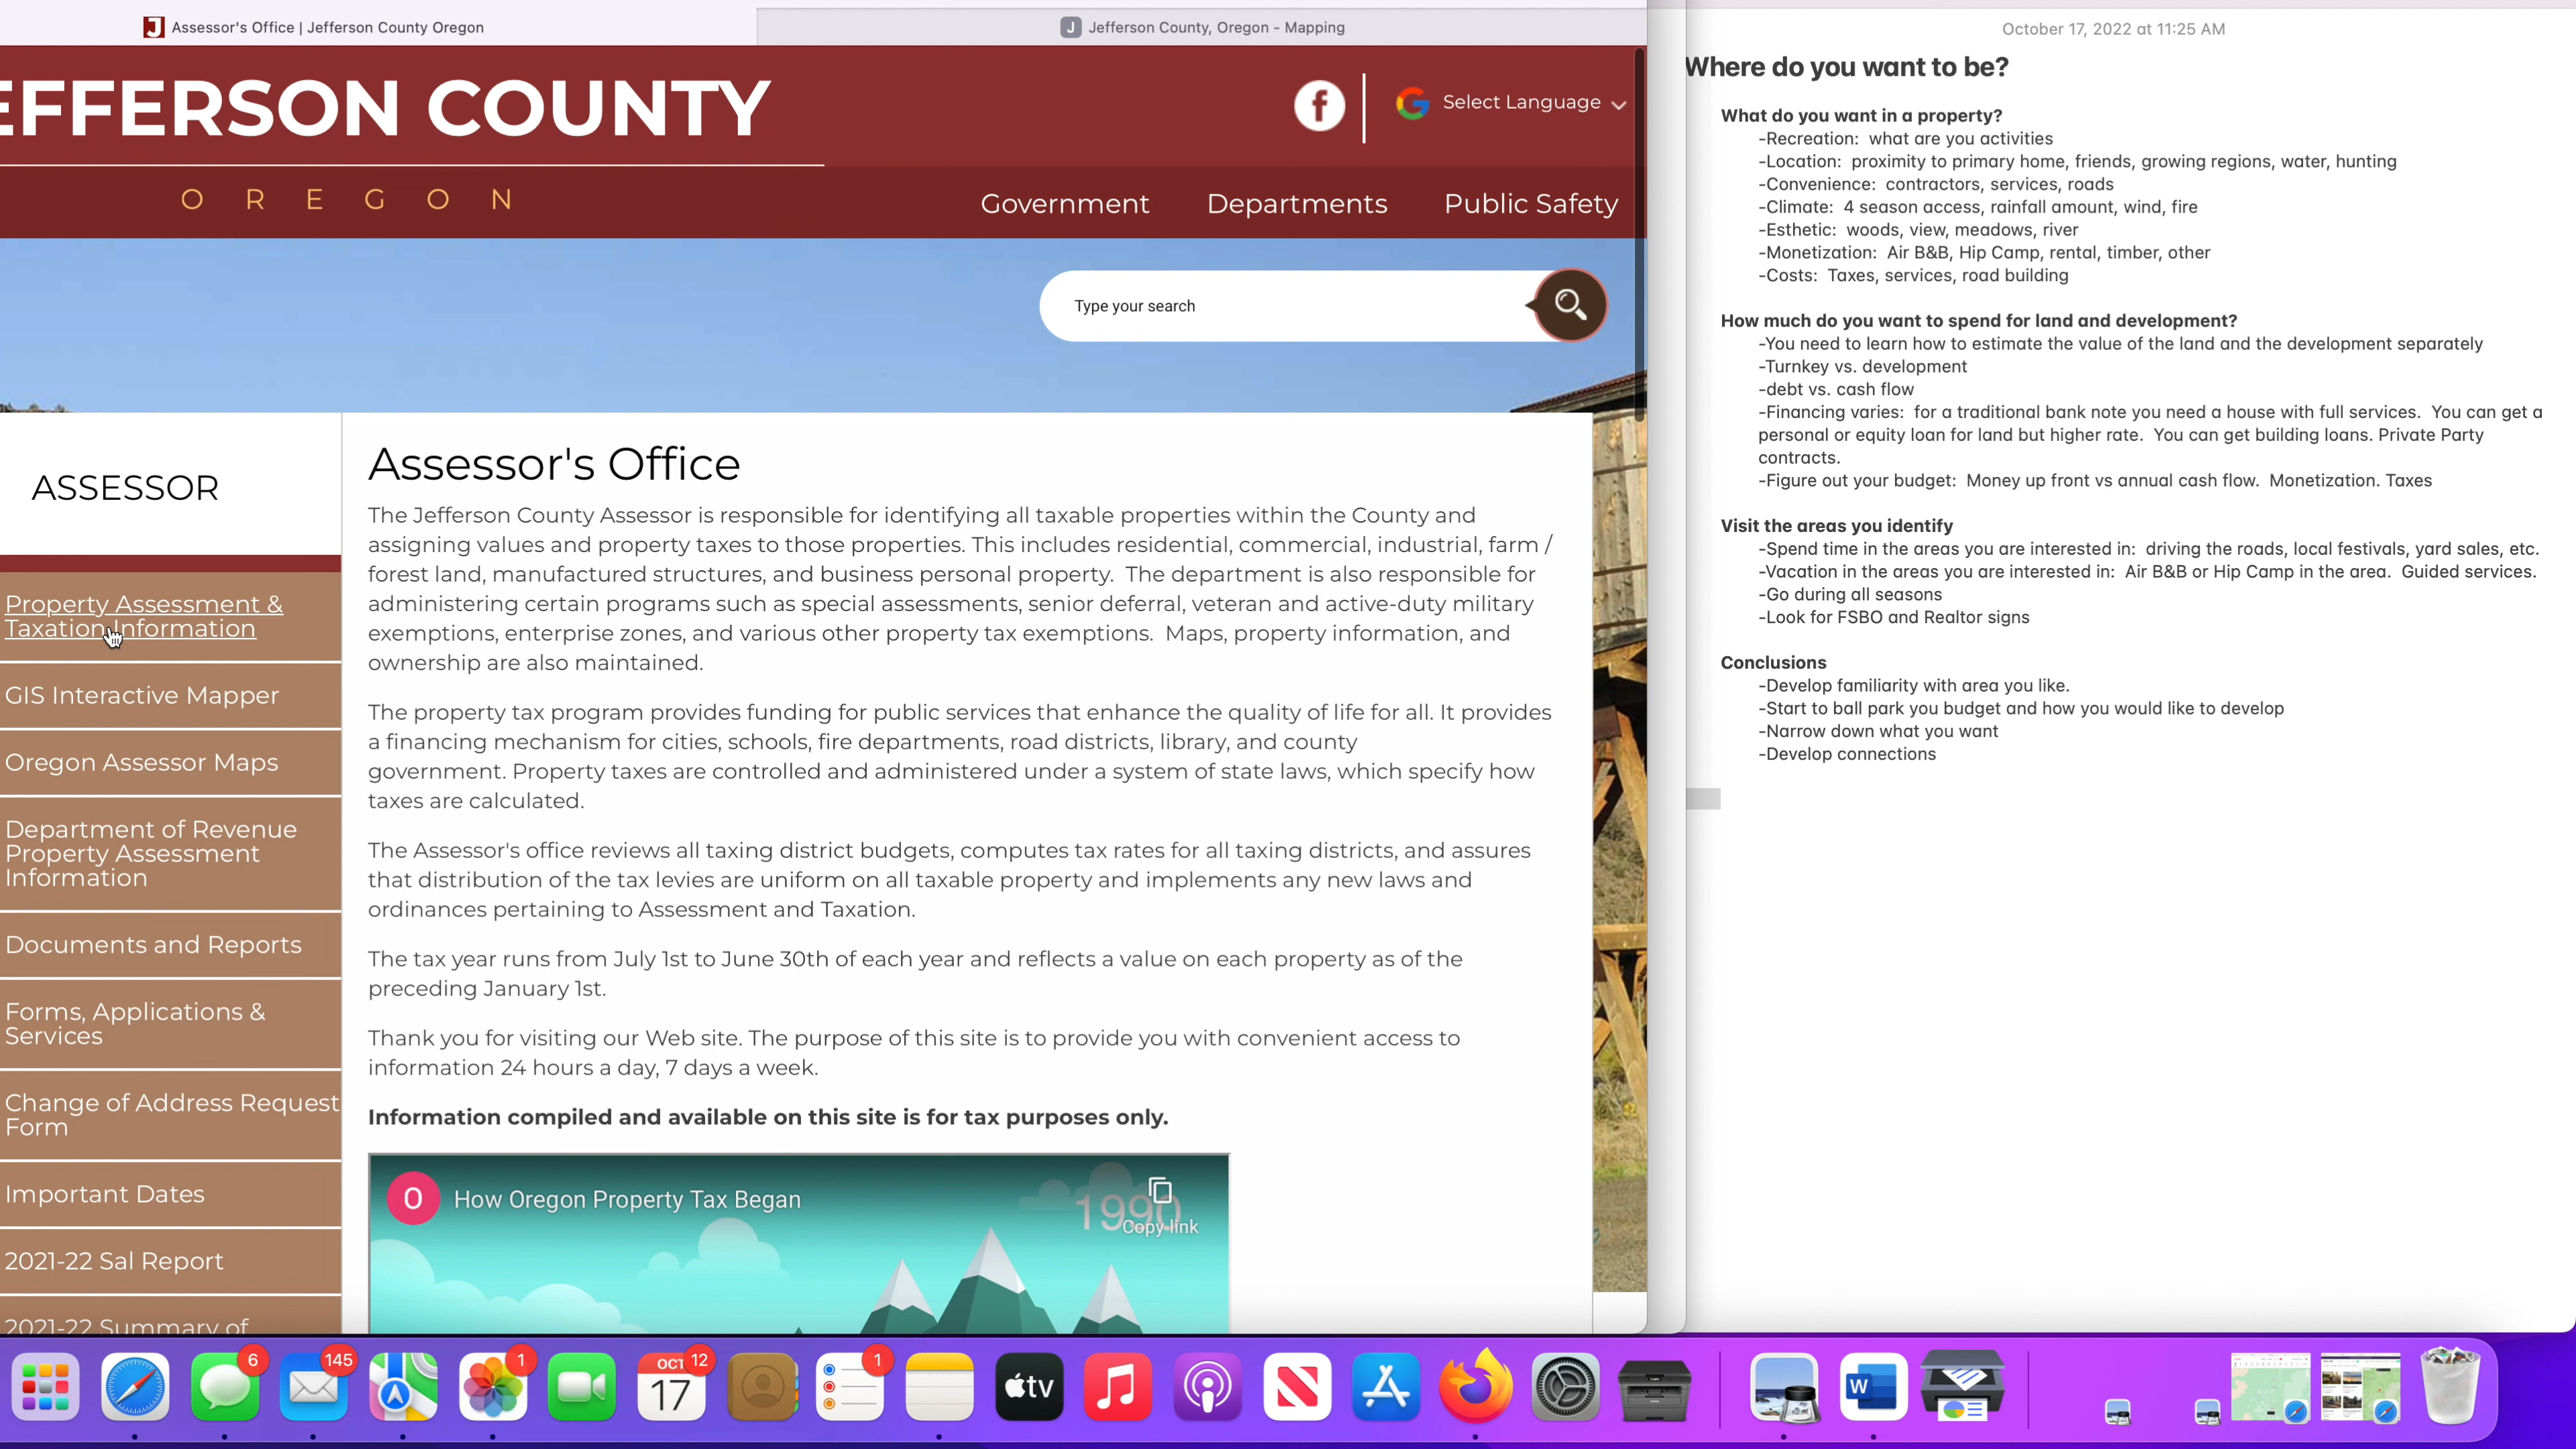 Assessor's Office | Jefferson County Oregon
J Jefferson County, Oregon - Mapping
EFFERSON COUNTY
OREGON
Select Language
Government Departments Public Safety
Type your search
ASSESSOR
Property Assessment &
Taxation Information
GIS Interactive Mapper
Oregon Assessor Maps
Department of Revenue
Property Assessment
Information
Documents and Reports
Forms, Applications &
Services
Change of Address Request
Form
Important Dates
2021-22 Sal Report
2021-22 Summary of
Assessor's Office
The Jefferson County Assessor is responsible for identifying all taxable properties within the County and
assigning values and property taxes to those properties. This includes residential, commercial, industrial, farm /
forest land, manufactured structures, and business personal property. The department is also responsible for
administering certain programs such as special assessments, senior deferral, veteran and active-duty military
exemptions, enterprise zones, and various other property tax exemptions. Maps, property information, and
ownership are also maintained.
The property tax program provides funding for public services that enhance the quality of life for all. It provides
a financing mechanism for cities, schools, fire departments, road districts, library, and county
government. Property taxes are controlled and administered under a system of state laws, which specify how
taxes are calculated.
The Assessor's office reviews all taxing district budgets, computes tax rates for all taxing districts, and assures
that distribution of the tax levies are uniform on all taxable property and implements any new laws and
ordinances pertaining to Assessment and Taxation.
The tax year runs from July 1st to June 30th of each year and reflects a value on each property as of the
preceding January 1st.
Thank you for visiting our Web site. The purpose of this site is to provide you with convenient access to
information 24 hours a day, 7 days a week.
Information compiled and available on this site is for tax purposes only.
O How Oregon Property Tax Began
1990
Copy link
October 17, 2022 at 11:25 AM
Where do you want to be?
What do you want in a property?
-Recreation: what are you activities
-Location: proximity to primary home, friends, growing regions, water, hunting
-Convenience: contractors, services, roads
-Climate: 4 season access, rainfall amount, wind, fire
-Esthetic: woods, view, meadows, river
-Monetization: Air B&B, Hip Camp, rental, timber, other
-Costs: Taxes, services, road building
How much do you want to spend for land and development?
-You need to learn how to estimate the value of the land and the development separately
-Turnkey vs. development
-debt vs. cash flow
-Financing varies: for a traditional bank note you need a house with full services. You can get a
personal or equity loan for land but higher rate. You can get building loans. Private Party
contracts.
-Figure out your budget: Money up front vs annual cash flow. Monetization. Taxes
Visit the areas you identify
-Spend time in the areas you are interested in: driving the roads, local festivals, yard sales, etc.
-Vacation in the areas you are interested in: Air B&B or Hip Camp in the area. Guided services.
-Go during all seasons
-Look for FSBO and Realtor signs
Conclusions
-Develop familiarity with area you like.
-Start to ball park you budget and how you would like to develop
-Narrow down what you want
-Develop connections
6
145
1
OCT
17
12
1
tv
W